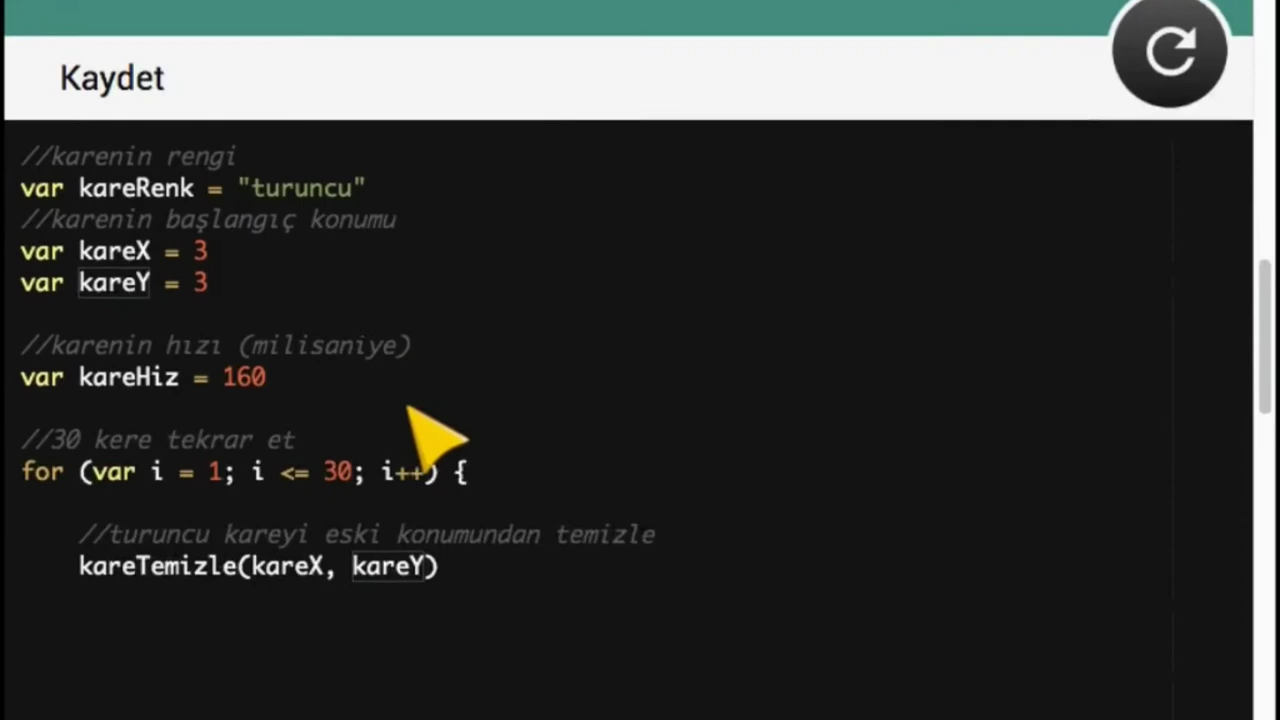 Kaydet
//karenin rengi
var kareRenk = "turuncu"
//karenin başlangıç konumu
var kareX = 3
var kareY = 3
//karenin hızı (milisaniye)
var kareHiz = 160
//30 kere tekrar et
for (var i = 1; i <= 30; i++) {
//turuncu kareyi eski konumundan temizle
kareTemizle(kareX, kareY)